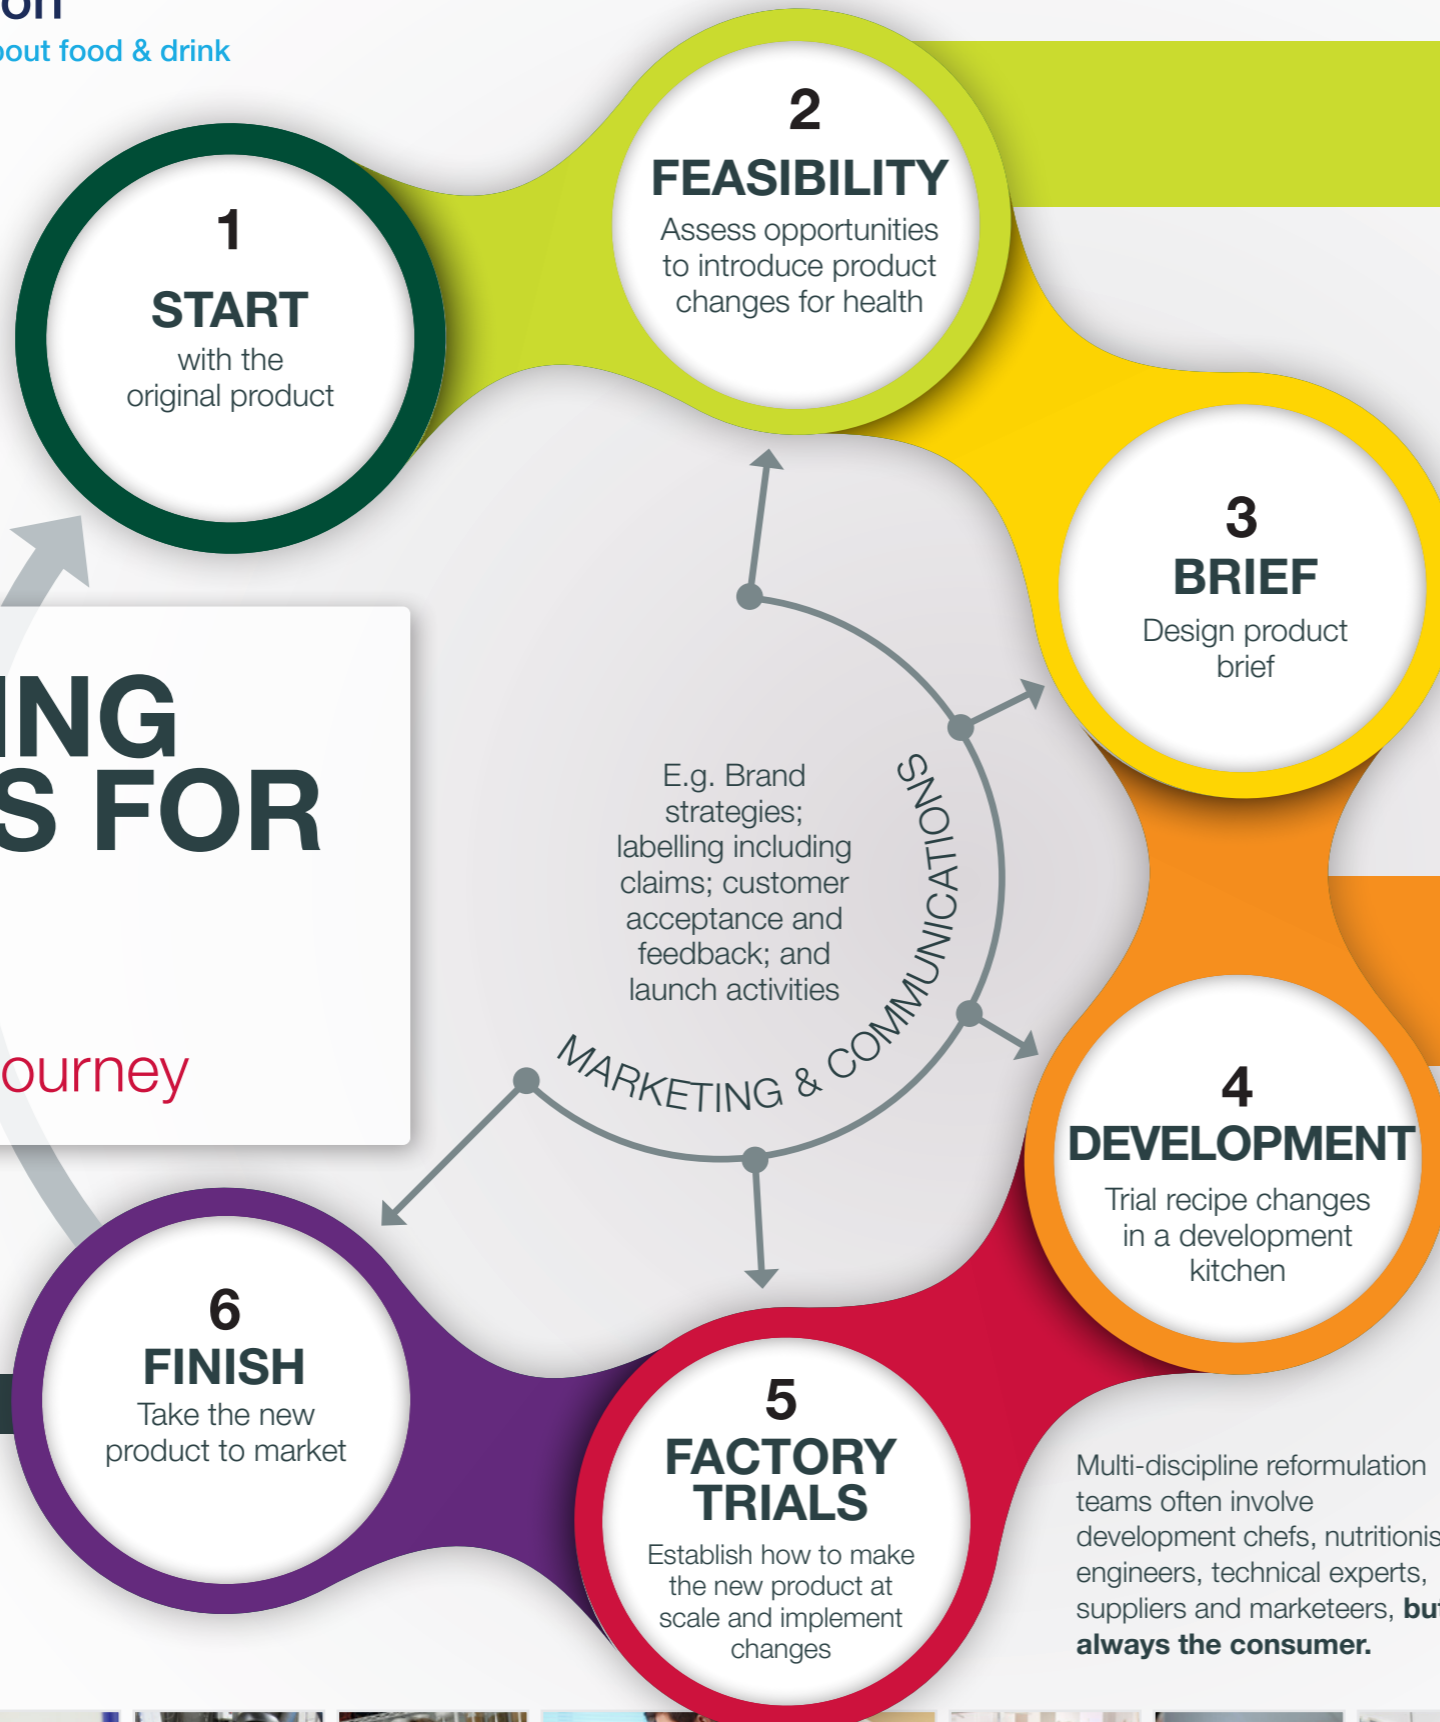 on
out food & drink
1
START
with the
original product
2
FEASIBILITY
Assess opportunities
to introduce product
changes for health
3
BRIEF
Design product
brief
ING
S FOR
ourney
E.g. Brand
strategies;
labelling including
claims; customer
acceptance and
feedback; and
launch activities
MARKETING & COMMUNICATIONS
4
DEVELOPMENT
Trial recipe changes
in a development
kitchen
5
FACTORY
TRIALS
Establish how to make
the new product at
scale and implement
changes
6
FINISH
Take the new
product to market
Multi-discipline reformulation
teams often involve
development chefs, nutritionis
engineers, technical experts,
suppliers and marketeers, but
always the consumer.